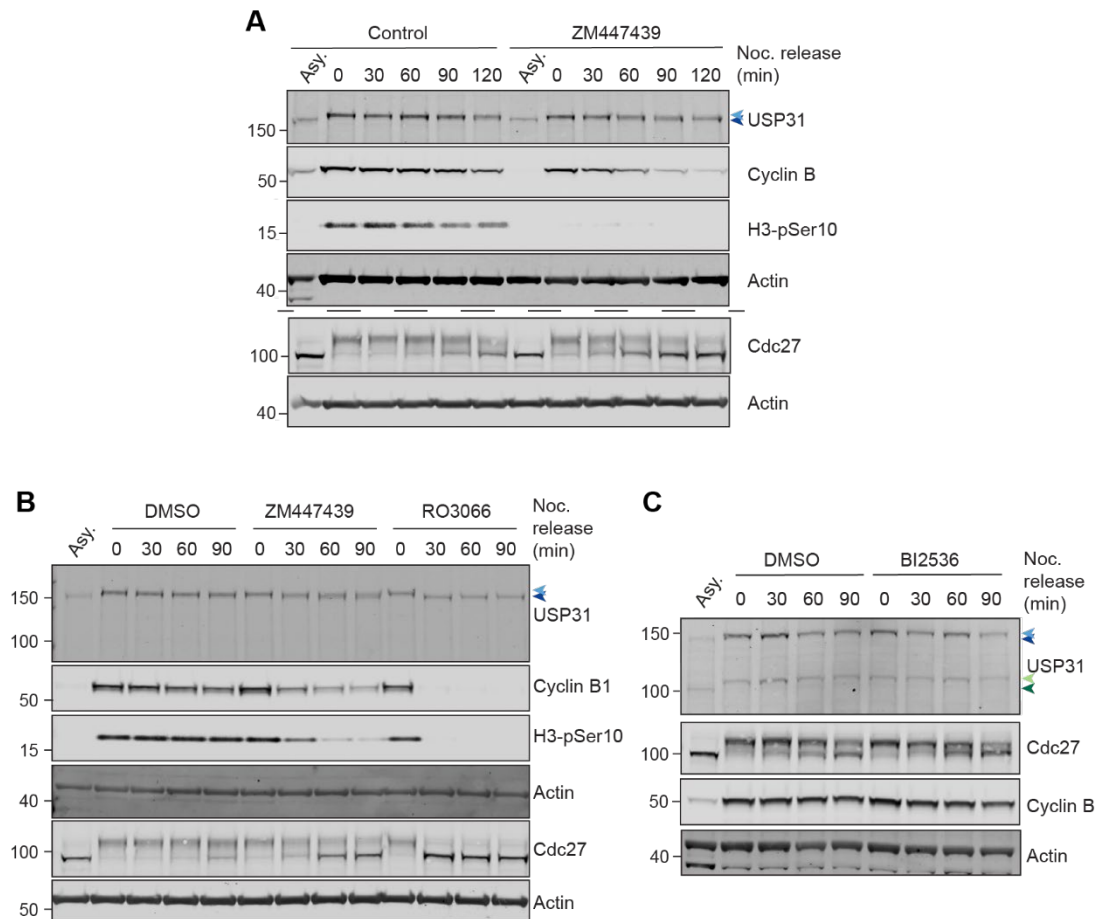 A
Control ZM447439
Asy. 0 30 60 90 120 Asy. 0 30 60 90 120 Noc. release
(min)
150 USP31
50 Cyclin B
15 H3-pSer10
40 Actin
100 Cdc27
40 Actin
B
DMSO ZM447439 RO3066 Noc.
release
Asy. 0 30 60 90 0 30 60 90 0 30 60 90 (min)
150
USP31
100
50 Cyclin B1
15 H3-pSer10
40 Actin
100 Cdc27
50 Actin
C
DMSO BI2536 Noc.
release
Asy. 0 30 60 90 0 30 60 90 (min)
150
USP31
100
100 Cdc27
50 Cyclin B
40 Actin